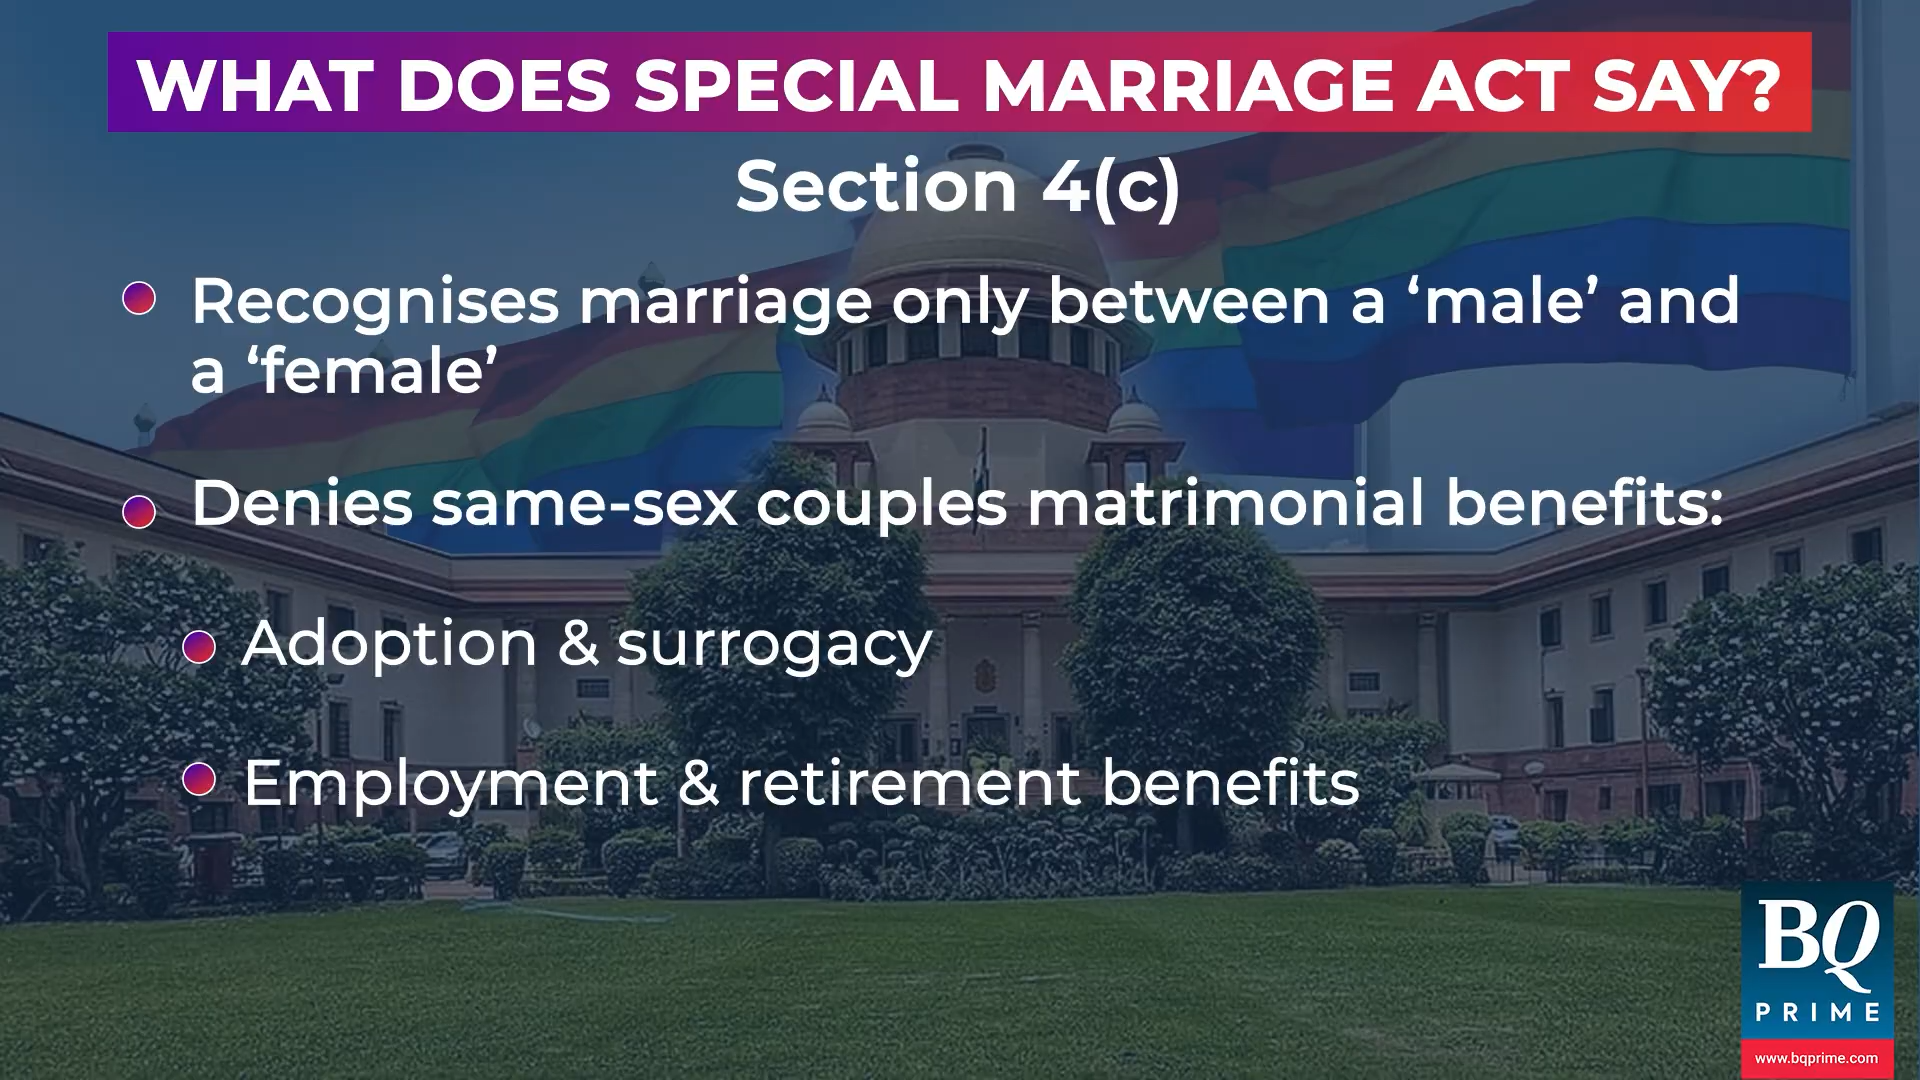 WHAT DOES SPECIAL MARRIAGE ACT SAY?
Section 4(c)
Recognises marriage only between a ‘male’ and
a ‘female’
Denies same-sex couples matrimonial benefits:
Adoption & surrogacy
Employment & retirement benefits
BQ
PRIME
www.bqprime.com